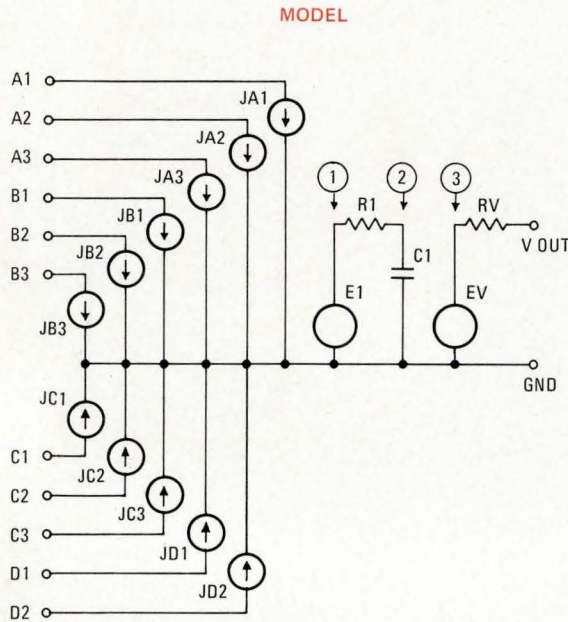 MODEL
A1
JA1
A2
JA2
A3
JA3
B1
JB1
B2
JB2
B3
JB3
1
2
3
R1
RV
C1
V OUT
E1
EV
GND
JC1
C1
JC2
C2
JC3
C3
JD1
D1
JD2
D2